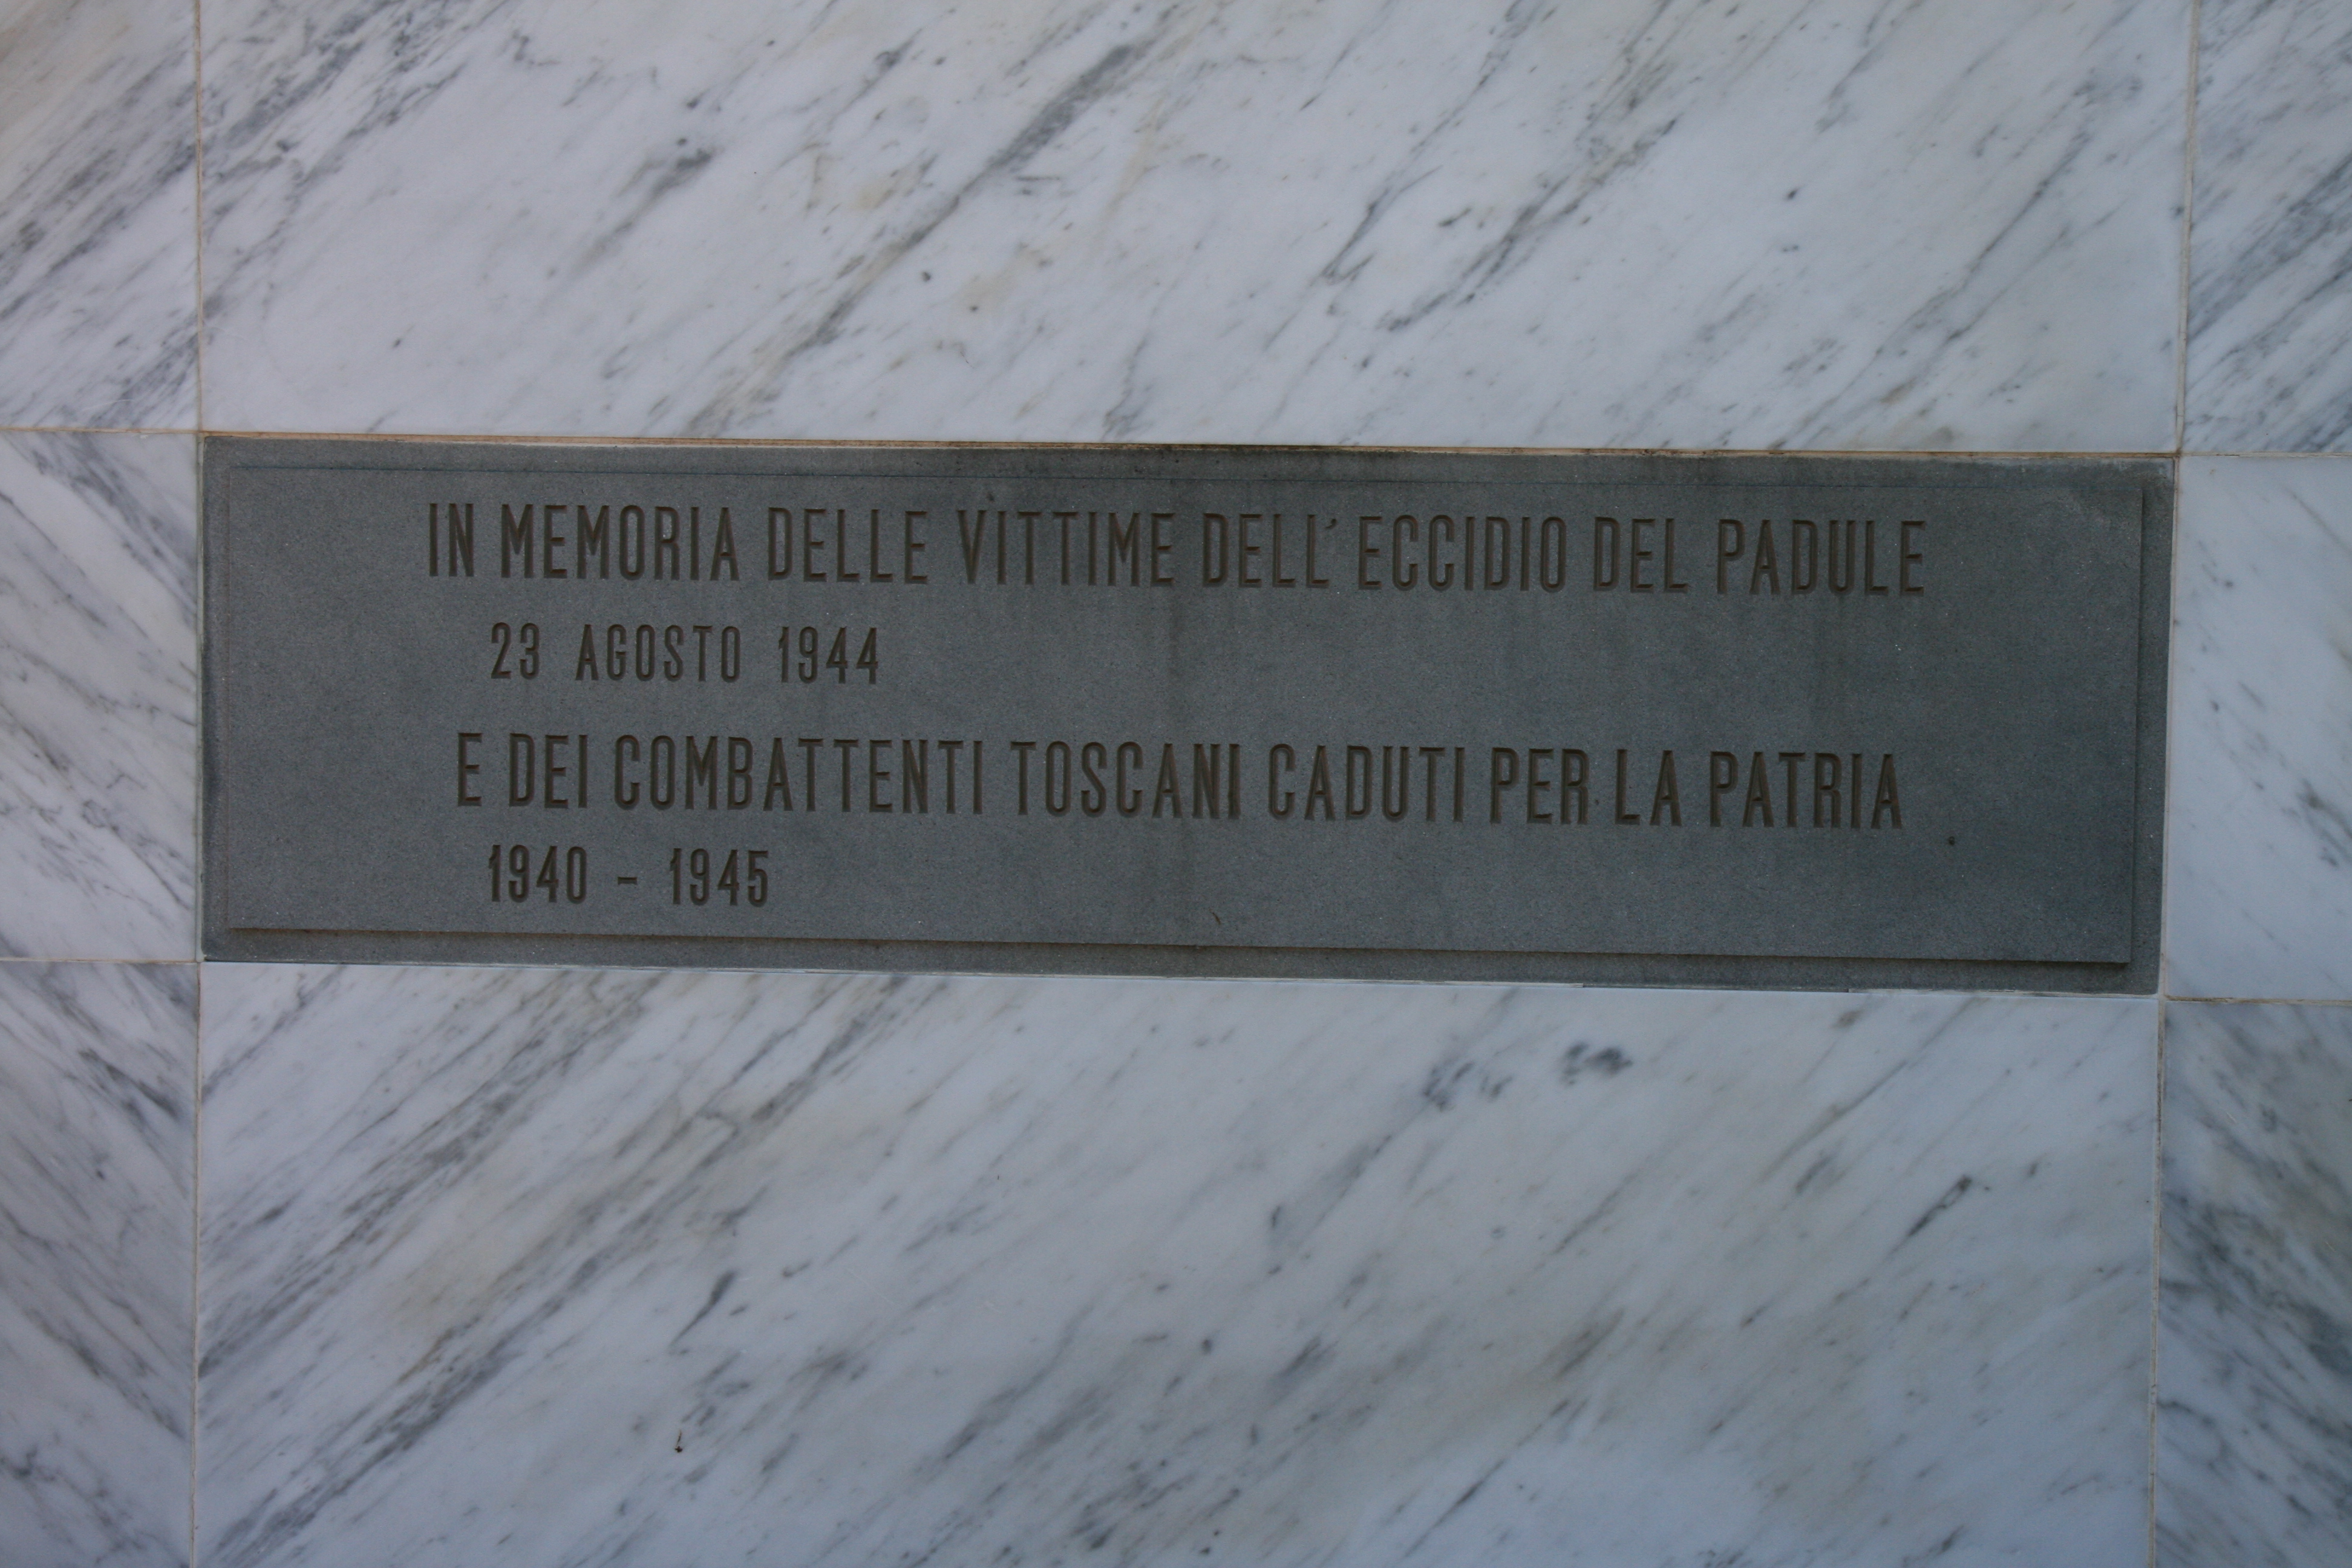 IN MEMORIA DELLE VITTIME DELL'ECCIDIO DEL PADULE
23 AGOSTO 1944
E DEI COMBATTENTI TOSCANI CADUTI PER LA PATRIA
1940 - 1945